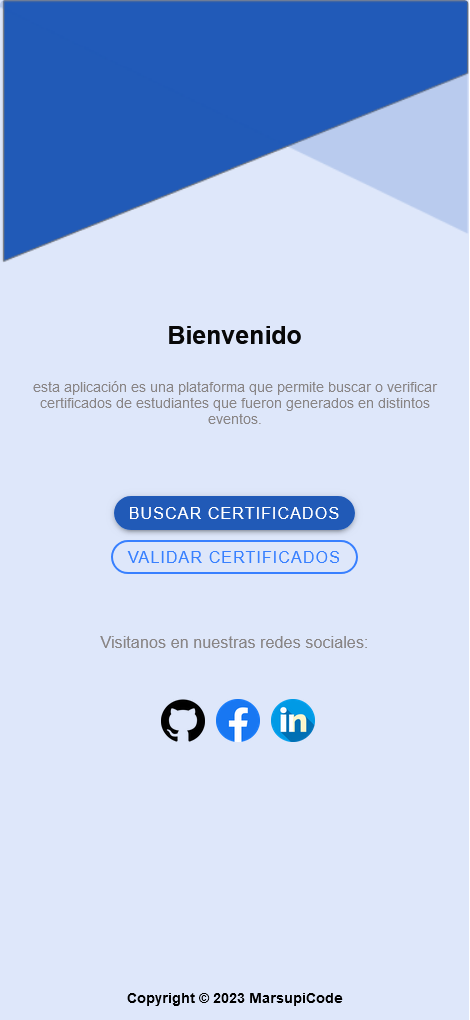 Bienvenido
esta aplicación es una plataforma que permite buscar o verificar
certificados de estudiantes que fueron generados en distintos
eventos.
BUSCAR CERTIFICADOS
VALIDAR CERTIFICADOS
Visitanos en nuestras redes sociales:
in
Copyright © 2023 MarsupiCode